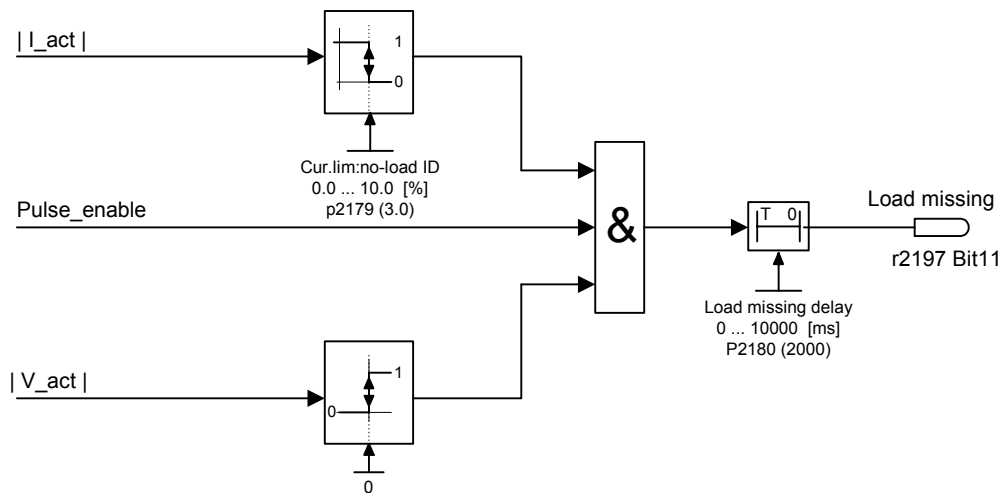 | I_act |
1
0
Cur.lim:no-load ID
0.0 ... 10.0 [%]
p2179 (3.0)
Pulse_enable
&
T 0
Load missing
r2197 Bit11
Load missing delay
0 ... 10000 [ms]
P2180 (2000)
| V_act |
1
0
0